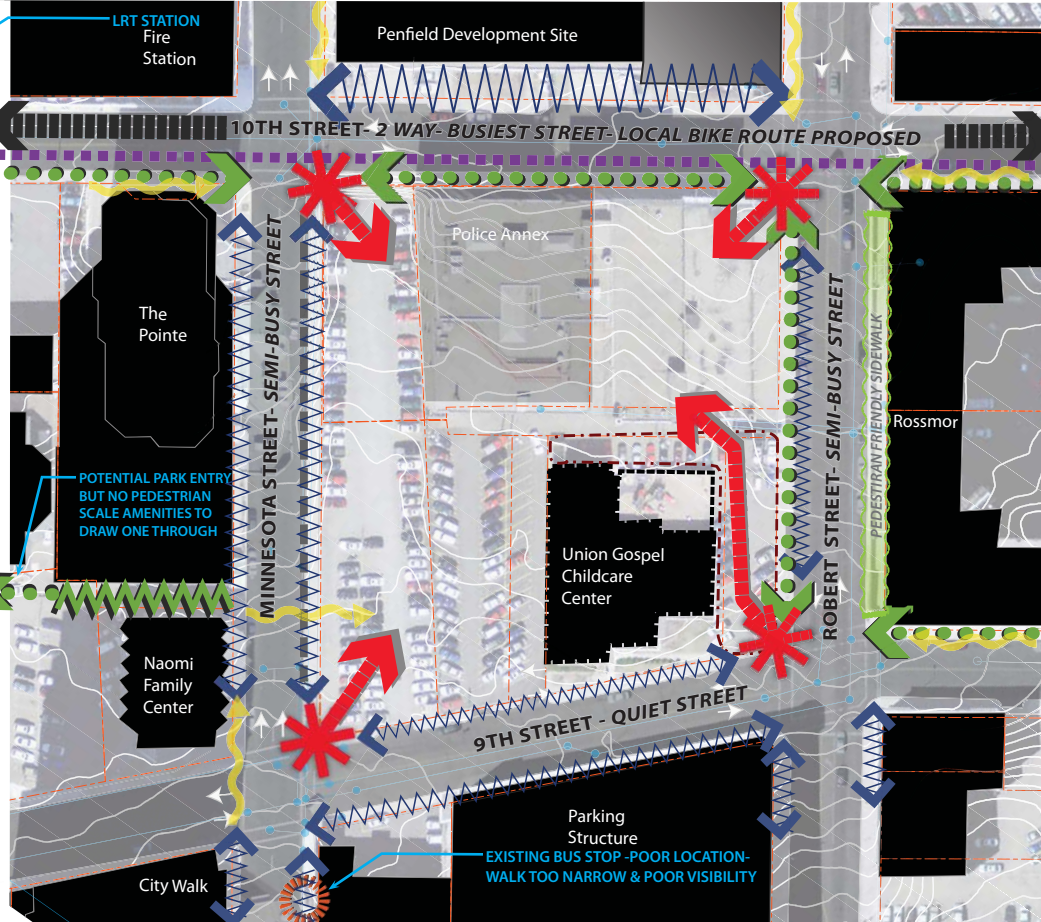 LRT STATION
Fire
Station
Penfield Development Site
10TH STREET- 2 WAY- BUSIEST STREET- LOCAL BIKE ROUTE PROPOSED
Police Annex
The
Pointe
MINNESOTA STREET- SEMI-BUSY STREET
ROBERT STREET- SEMI-BUSY STREET
PEDESTIRAN FRIENDLY SIDEWALK
Rossmor
POTENTIAL PARK ENTRY
BUT NO PEDESTRIAN
SCALE AMENITIES TO
DRAW ONE THROUGH
Union Gospel
Childcare
Center
Naomi
Family
Center
9TH STREET - QUIET STREET
Parking
Structure
EXISTING BUS STOP -POOR LOCATION-
WALK TOO NARROW & POOR VISIBILITY
City Walk